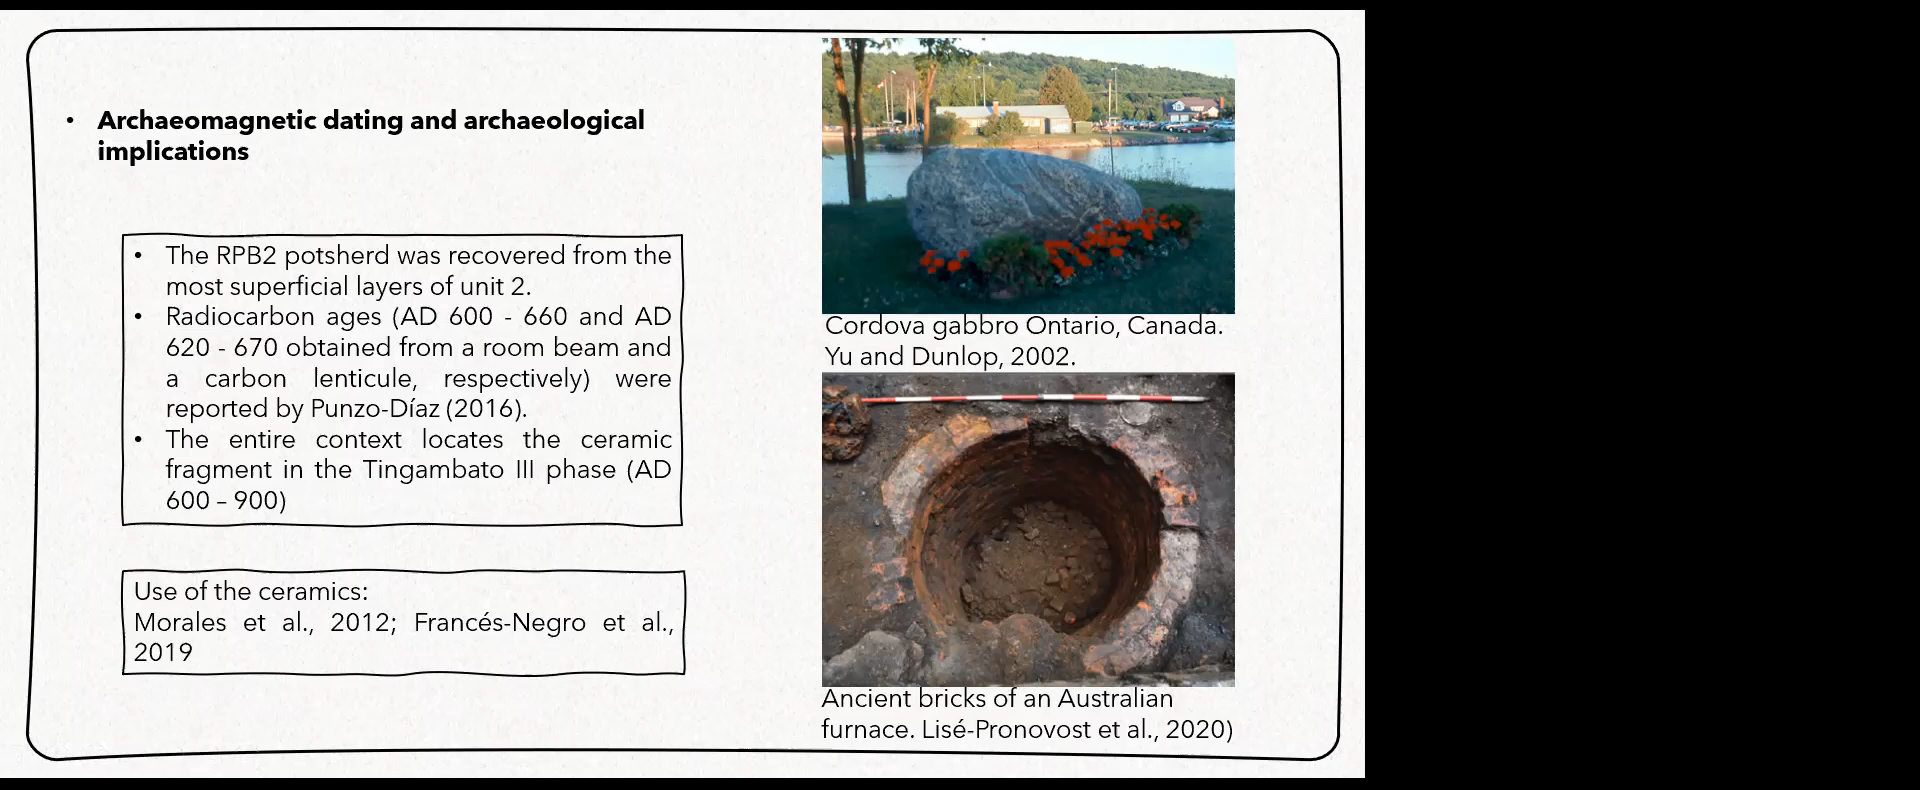 • Archaeomagnetic dating and archaeological
implications
• The RPB2 potsherd was recovered from the
most superficial layers of unit 2.
• Radiocarbon ages (AD 600 - 660 and AD
620 - 670 obtained from a room beam and
a carbon lenticule, respectively) were
reported by Punzo-Díaz (2016).
• The entire context locates the ceramic
fragment in the Tingambato III phase (AD
600 – 900)
Use of the ceramics:
Morales et al., 2012; Francés-Negro et al.,
2019
Cordova gabbro Ontario, Canada.
Yu and Dunlop, 2002.
Ancient bricks of an Australian
furnace. Lisé-Pronovost et al., 2020)